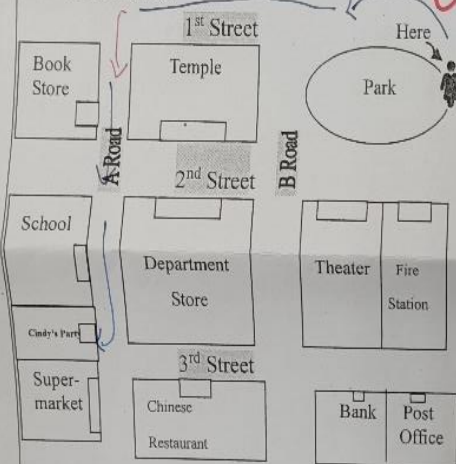 1st Street
Here
Book
Store
Temple
Park
A Road
B Road
2nd Street
School
Department
Store
Theater
Fire
Station
Cindy's Party
3rd Street
Super-
market
Chinese
Restaurant
Bank
Post
Office